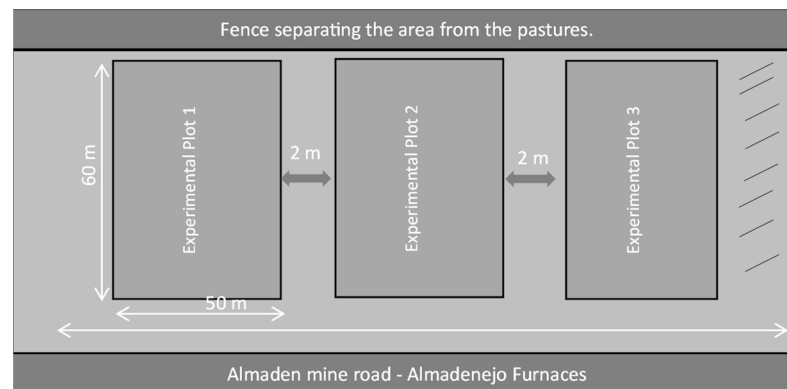 Fence separating the area from the pastures.
60 m
Experimental Plot 1
2 m
Experimental Plot 2
2 m
Experimental Plot 3
50 m
Almaden mine road - Almadenejo Furnaces